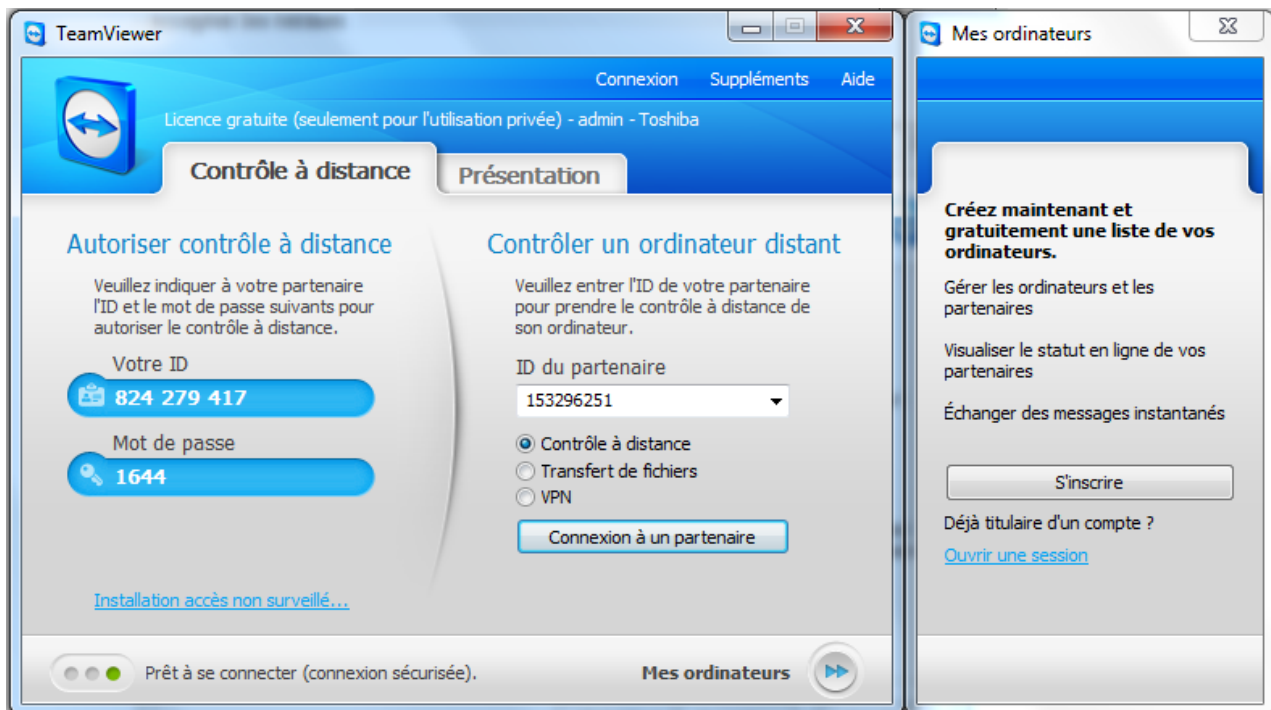 TeamViewer
Connexion Suppléments Aide
Licence gratuite (seulement pour l'utilisation privée) - admin - Toshiba
Contrôle à distance
Présentation
Autoriser contrôle à distance
Veuillez indiquer à votre partenaire
l'ID et le mot de passe suivants pour
autoriser le contrôle à distance.
Votre ID
824 279 417
Mot de passe
1644
Installation accès non surveillé...
Contrôler un ordinateur distant
Veuillez entrer l'ID de votre partenaire
pour prendre le contrôle à distance de
son ordinateur.
ID du partenaire
153296251
Contrôle à distance
Transfert de fichiers
VPN
Connexion à un partenaire
Prêt à se connecter (connexion sécurisée).
Mes ordinateurs
Mes ordinateurs
Créez maintenant et
gratuitement une liste de vos
ordinateurs.
Gérer les ordinateurs et les
partenaires
Visualiser le statut en ligne de vos
partenaires
Échanger des messages instantanés
S'inscrire
Déjà titulaire d'un compte ?
Ouvrir une session